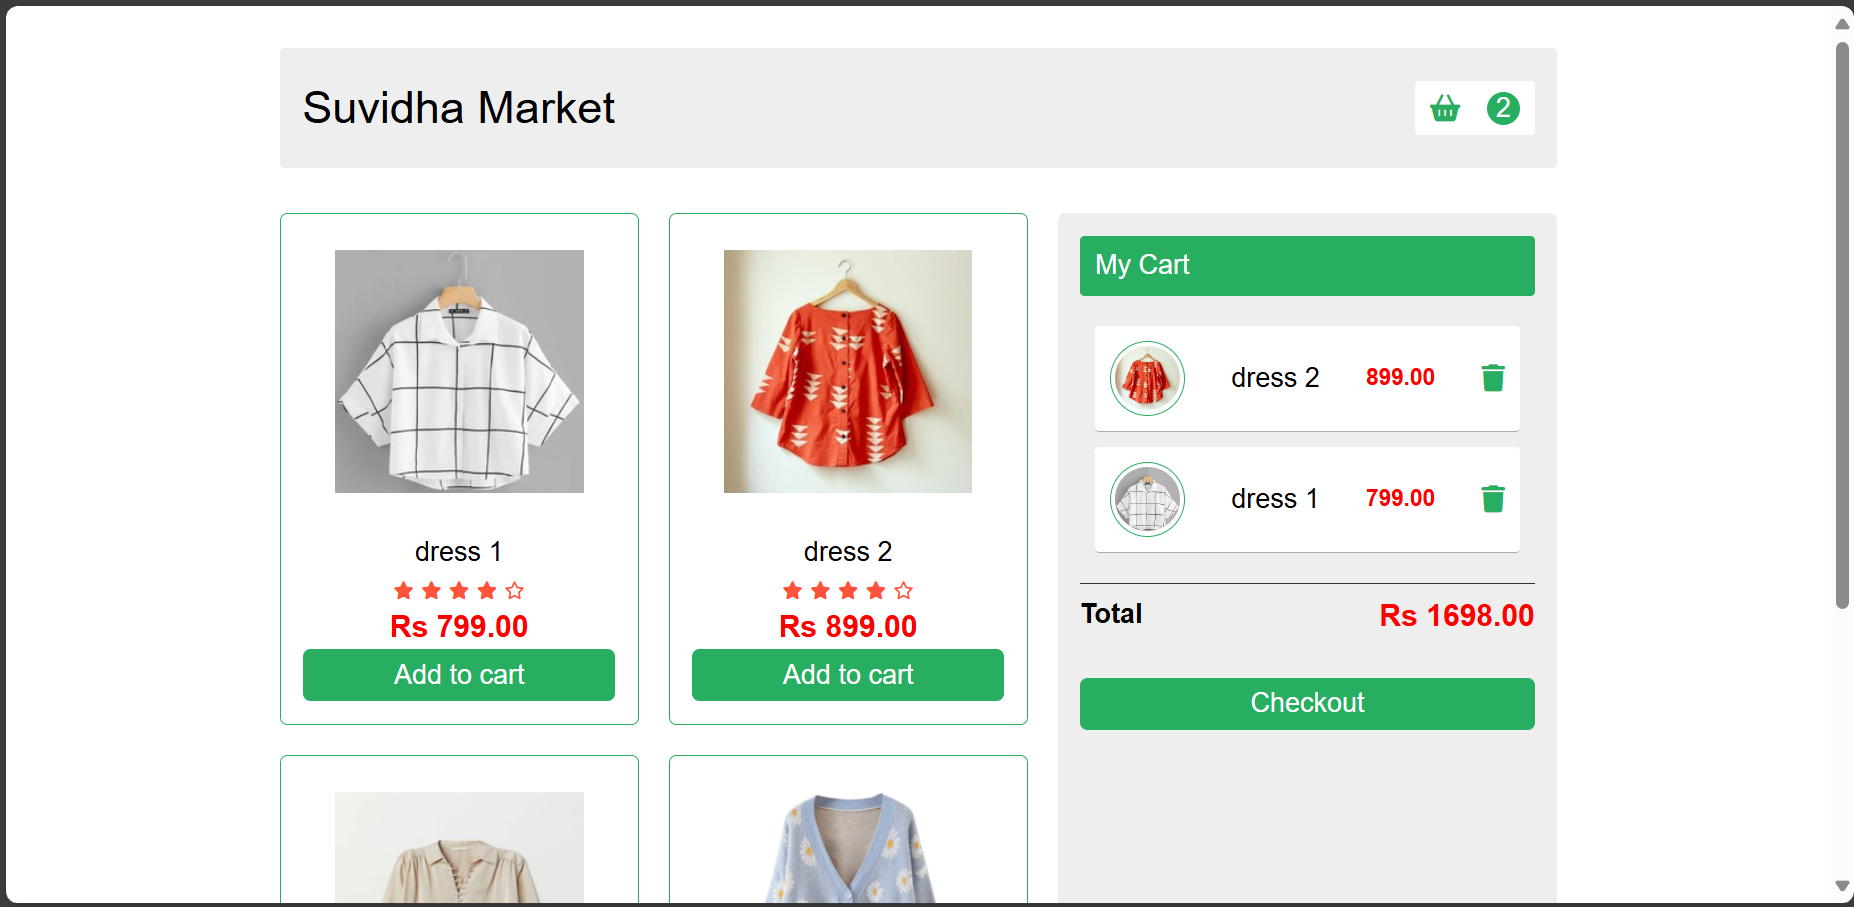 Suvidha Market
2
dress 1
Rs 799.00
Add to cart
dress 2
Rs 899.00
Add to cart
My Cart
dress 2 899.00
dress 1 799.00
Total Rs 1698.00
Checkout